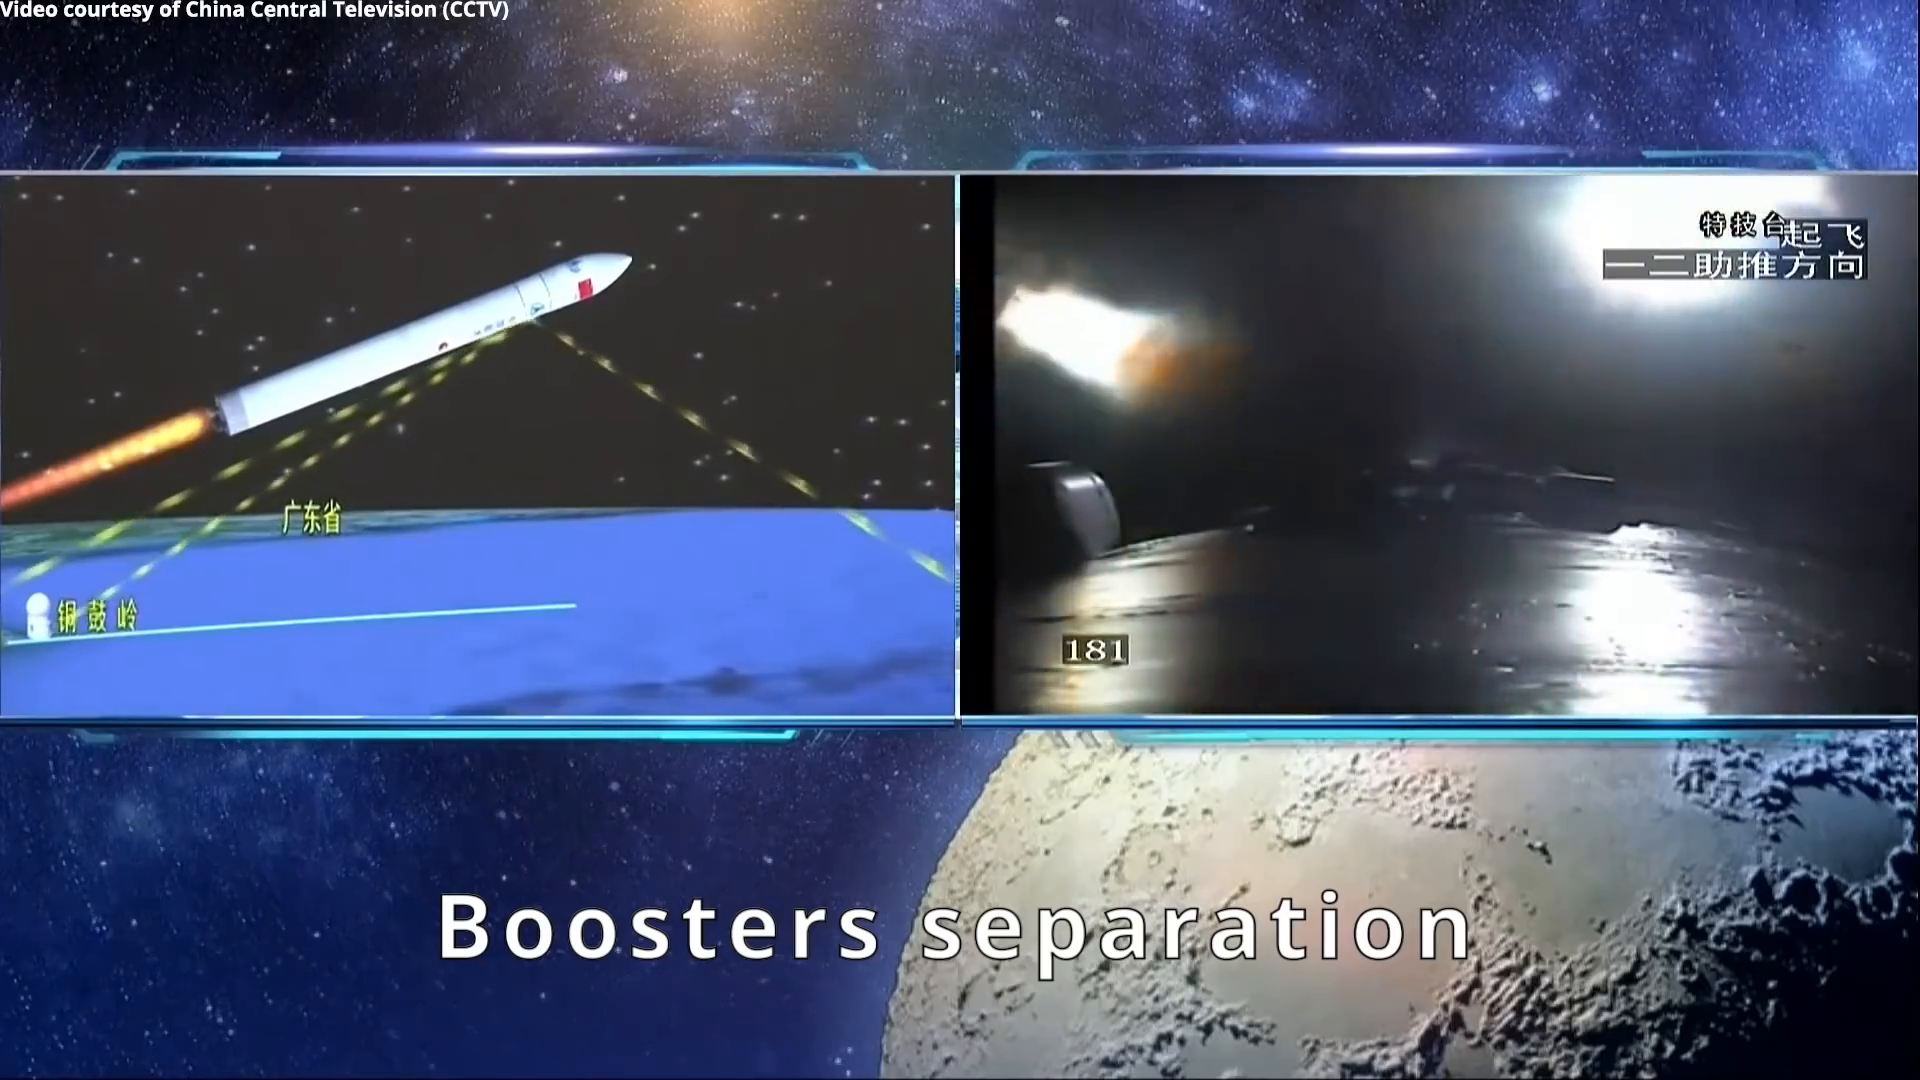 Video courtesy of China Central Television (CCTV)
特技台
起飞
一二助推方向
广东省
铜鼓岭
181
Boosters separation